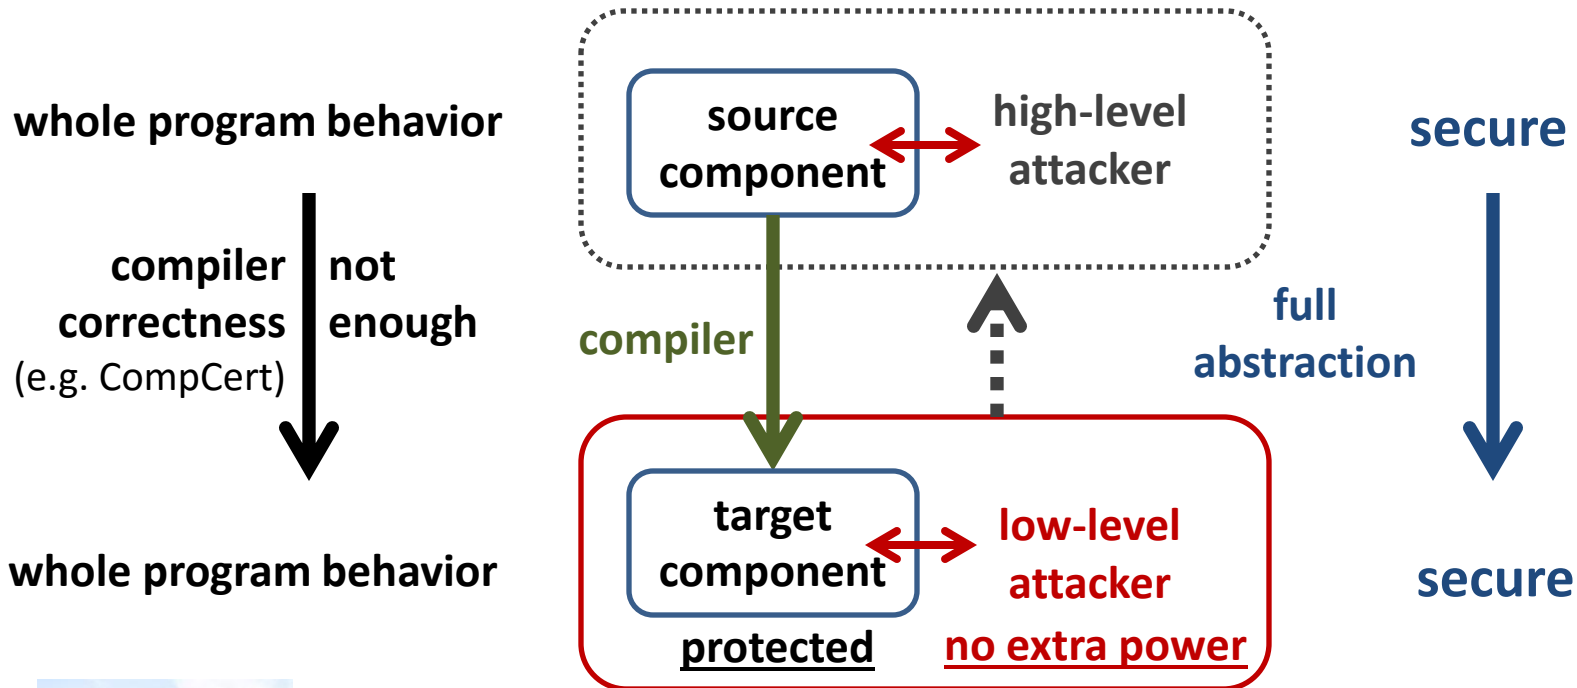 whole program behavior
compiler
correctness
(e.g. CompCert)
not
enough
whole program behavior
source
component
high-level
attacker
compiler
target
component
protected
low-level
attacker
no extra power
secure
full
abstraction
secure